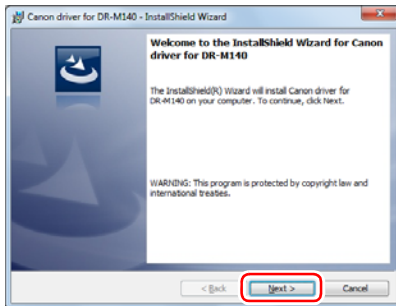 Canon driver for DR-M140 - InstallShield Wizard
Welcome to the InstallShield Wizard for Canon
driver for DR-M140
The InstallShield(R) Wizard will install Canon driver for
DR-M140 on your computer. To continue, click Next.
WARNING: This program is protected by copyright law and
international treaties.
< Back
Next >
Cancel